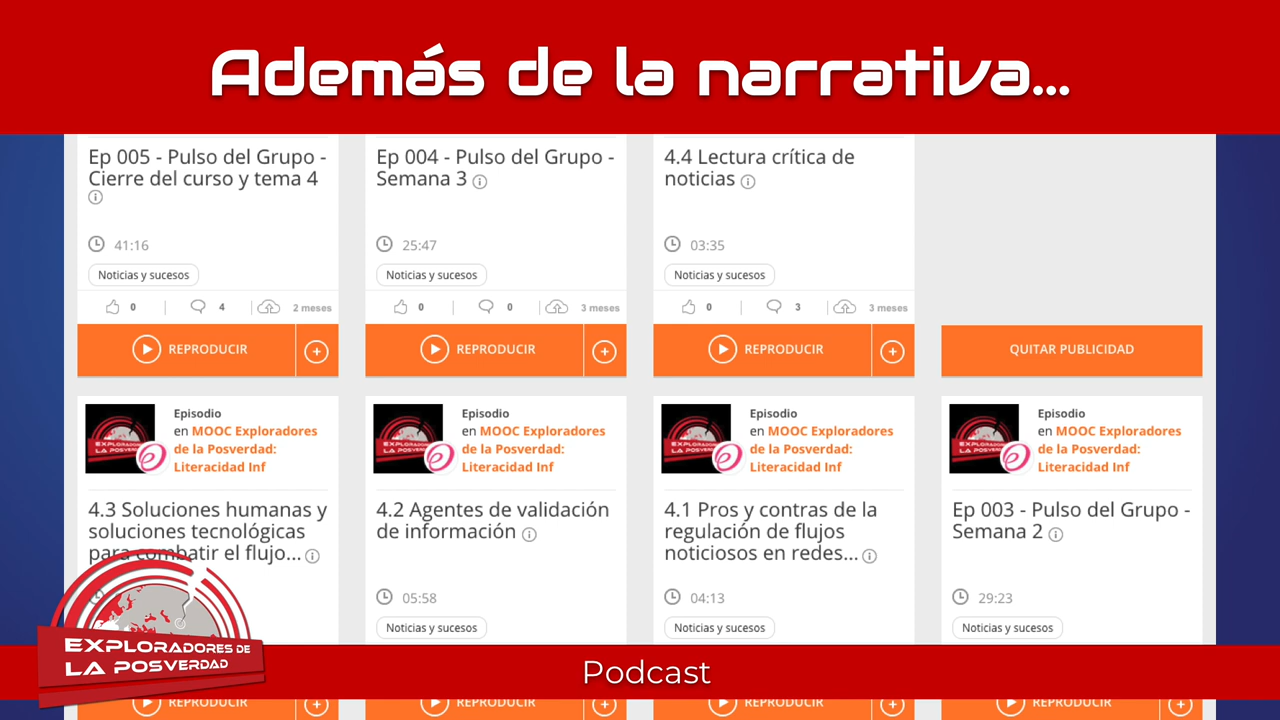 Además de la narrativa...
Ep 005 - Pulso del Grupo -
Cierre del curso y tema 4
41:16
Noticias y sucesos
0
4
2 meses
REPRODUCIR
Ep 004 - Pulso del Grupo -
Semana 3
25:47
Noticias y sucesos
0
0
3 meses
REPRODUCIR
4.4 Lectura crítica de
noticias
03:35
Noticias y sucesos
0
3
3 meses
REPRODUCIR
QUITAR PUBLICIDAD
Episodio
en MOOC Exploradores
de la Posverdad:
Literacidad Inf
4.3 Soluciones humanas y
soluciones tecnológicas
para combatir el flujo...
Episodio
en MOOC Exploradores
de la Posverdad:
Literacidad Inf
4.2 Agentes de validación
de información
05:58
Noticias y sucesos
Episodio
en MOOC Exploradores
de la Posverdad:
Literacidad Inf
4.1 Pros y contras de la
regulación de flujos
noticiosos en redes...
04:13
Noticias y sucesos
Episodio
en MOOC Exploradores
de la Posverdad:
Literacidad Inf
Ep 003 - Pulso del Grupo -
Semana 2
29:23
Noticias y sucesos
EXPLORADORES DE
LA POSVERDAD
Podcast
REPRODUCIR
REPRODUCIR
REPRODUCIR
REPRODUCIR